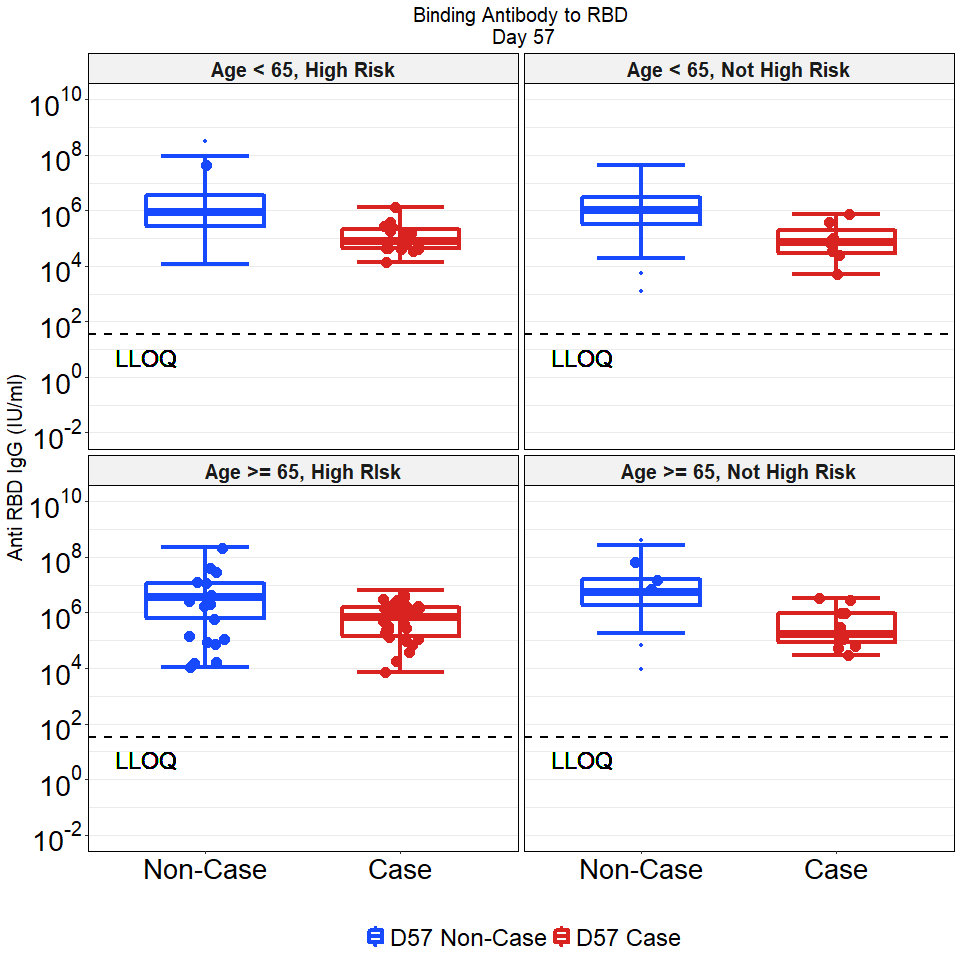 Binding Antibody to RBD
Day 57
Age < 65, High Risk
Age < 65, Not High Risk
10^10
10^8
10^6
10^4
10^2
10^0
10^-2
LLOQ
LLOQ
Anti RBD IgG (IU/ml)
Age >= 65, High RIsk
Age >= 65, Not High Risk
10^10
10^8
10^6
10^4
10^2
10^0
10^-2
LLOQ
LLOQ
Non-Case Case Non-Case Case
D57 Non-Case D57 Case